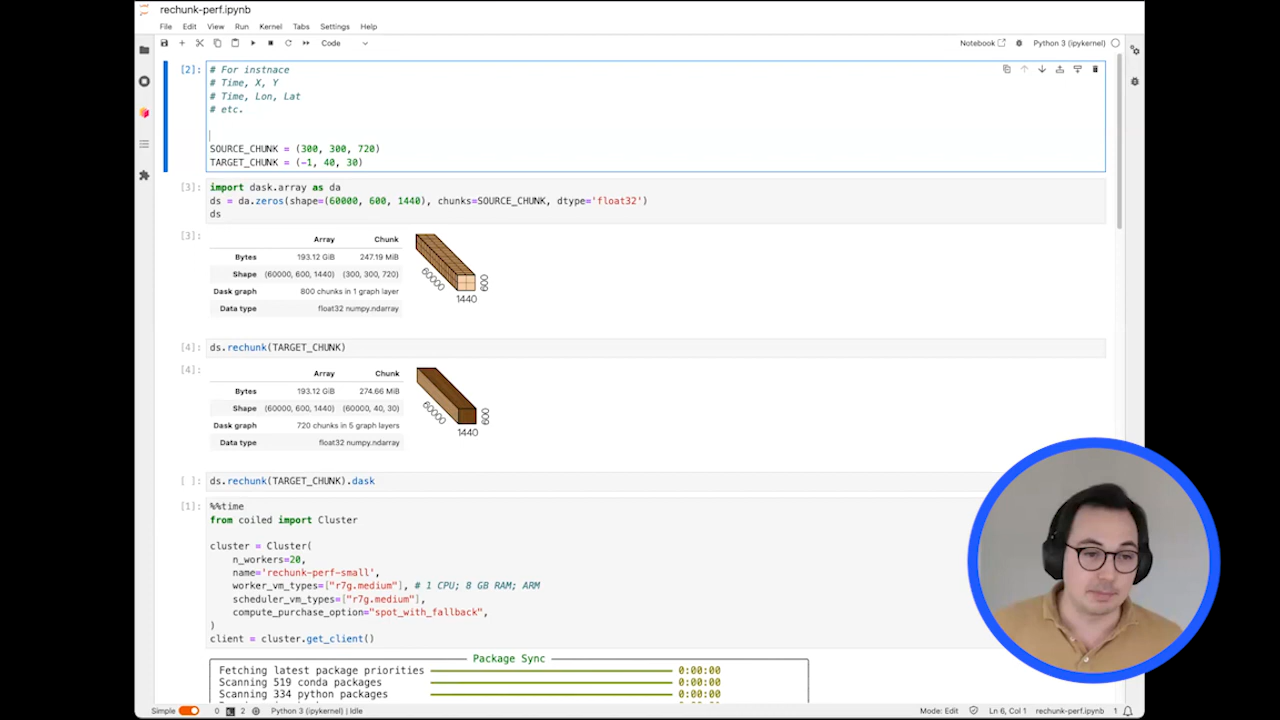 rechunk-perf.ipynb
File Edit View Run Kernel Tabs Settings Help
Code
Notebook
Python 3 (ipykernel)
[2]:
# For instnace
# Time, X, Y
# Time, Lon, Lat
# etc.
SOURCE_CHUNK = (300, 300, 720)
TARGET_CHUNK = (-1, 40, 30)
[3]:
import dask.array as da
ds = da.zeros(shape=(60000, 600, 1440), chunks=SOURCE_CHUNK, dtype='float32')
ds
[3]:
Array Chunk
Bytes 193.12 GiB 247.19 MiB
Shape (60000, 600, 1440) (300, 300, 720)
Dask graph 800 chunks in 1 graph layer
Data type float32 numpy.ndarray
60000
600
1440
[4]:
ds.rechunk(TARGET_CHUNK)
[4]:
Array Chunk
Bytes 193.12 GiB 274.66 MiB
Shape (60000, 600, 1440) (60000, 40, 30)
Dask graph 720 chunks in 5 graph layers
Data type float32 numpy.ndarray
60000
600
1440
[ ]:
ds.rechunk(TARGET_CHUNK).dask
[1]:
%%time
from coiled import Cluster
cluster = Cluster(
n_workers=20,
name='rechunk-perf-small',
worker_vm_types=["r7g.medium"], # 1 CPU; 8 GB RAM; ARM
scheduler_vm_types=["r7g.medium"],
compute_purchase_option="spot_with_fallback",
)
client = cluster.get_client()
Package Sync
Fetching latest package priorities 0:00:00
Scanning 519 conda packages 0:00:00
Scanning 334 python packages 0:00:00
Simple 0 2 Python 3 (ipykernel) | Idle Mode: Edit Ln 6, Col 1 rechunk-perf.ipynb 1